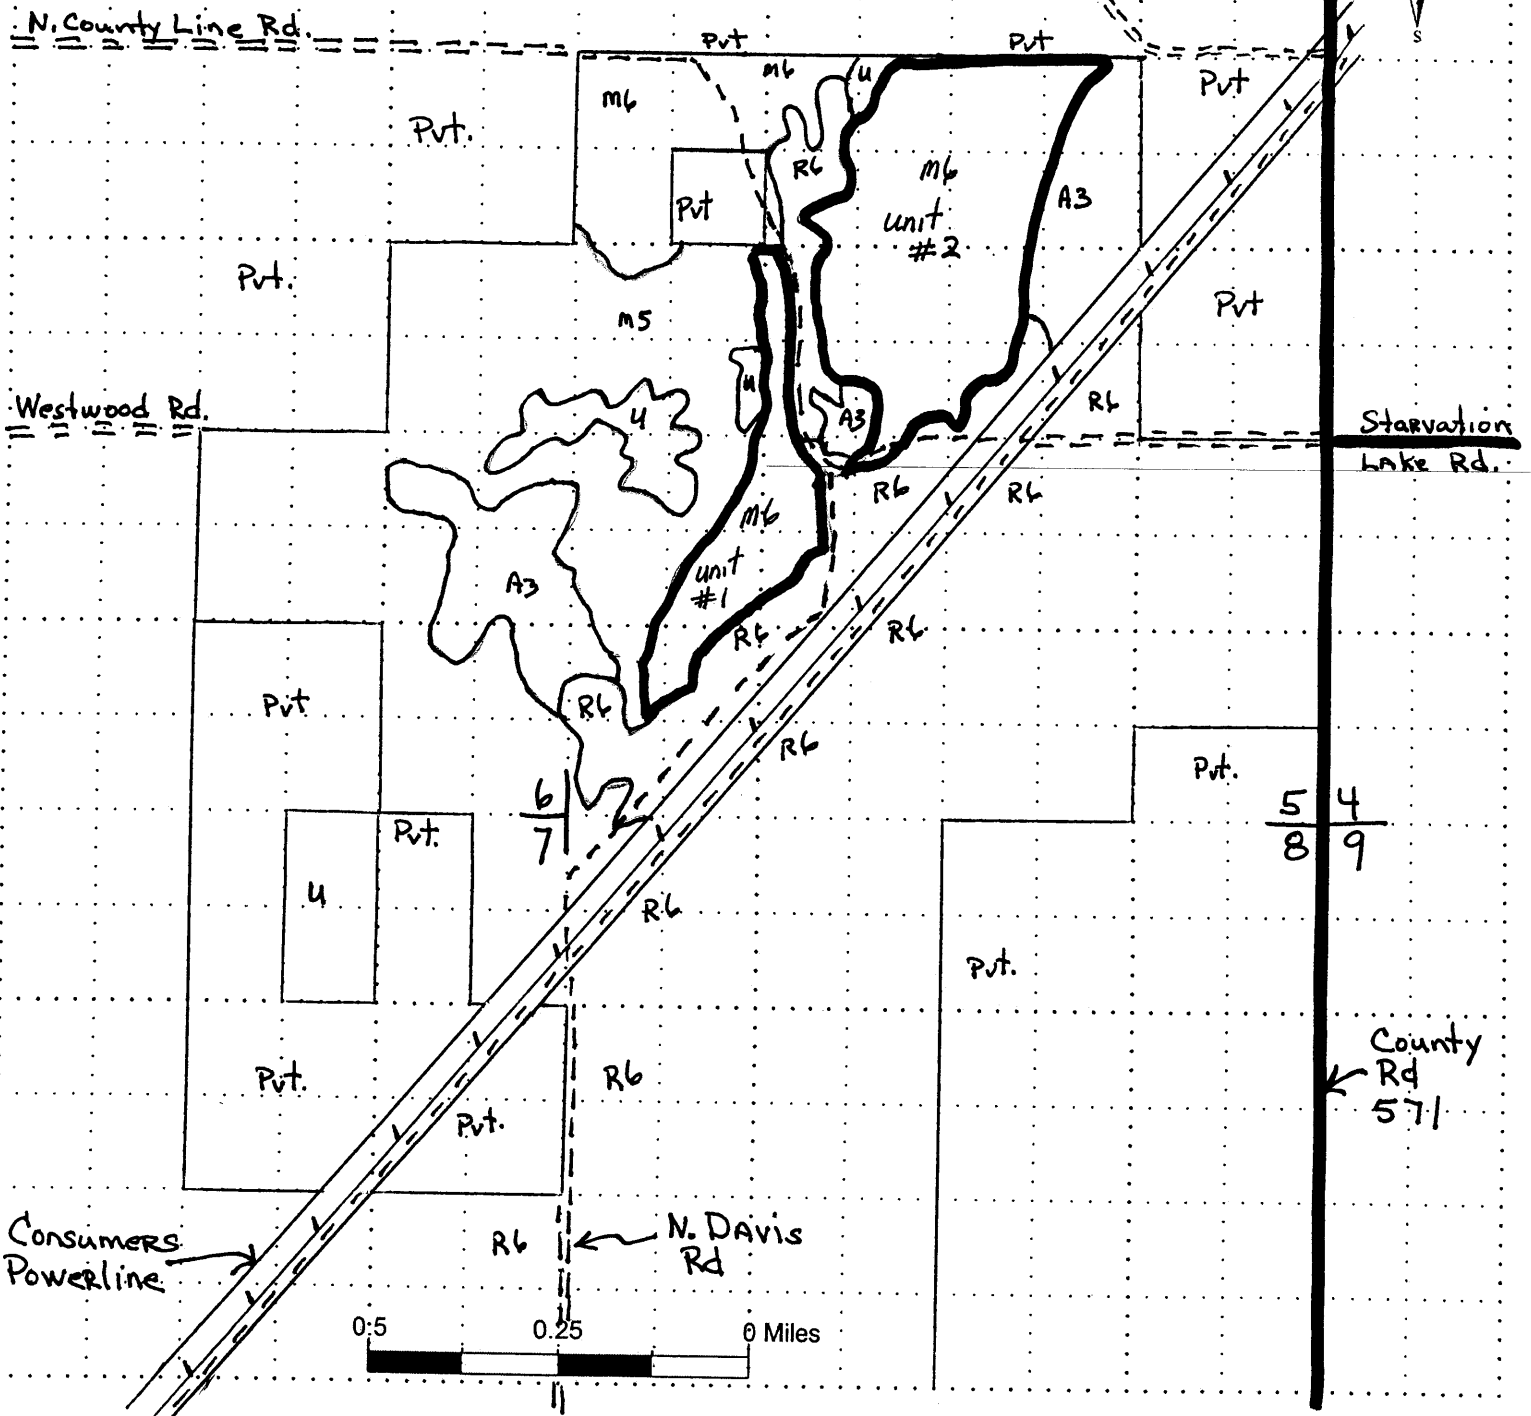 N. County Line Rd.
S
Pvt
Pvt
M6
U
M6
Pvt
Pvt.
R6
M6
A3
Pvt
unit
#2
Pvt.
Pvt
M5
U
R6
Westwood Rd.
U
A3
Starvation
Lake Rd.
R6
R6
M6
A3
unit
#1
R6
R6
Pvt
R6
R6
Pvt.
6
7
5 4
8 9
Pvt.
U
R6
Pvt.
County
Rd
571
Pvt.
R6
Pvt.
Consumers
Powerline
R6
N. Davis
Rd
0.5 0.25 0 Miles